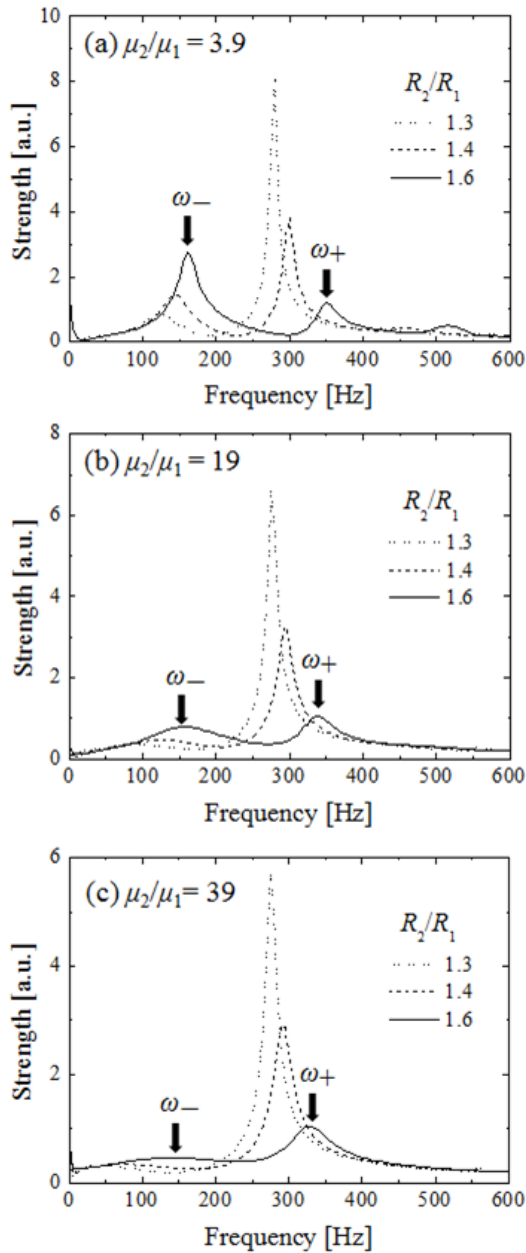 (a) μ₂/μ₁ = 3.9
R₂/R₁
1.3
1.4
1.6
ω−
ω+
Strength [a.u.]
10
8
6
4
2
0
0 100 200 300 400 500 600
Frequency [Hz]
(b) μ₂/μ₁ = 19
R₂/R₁
1.3
1.4
1.6
ω−
ω+
Strength [a.u.]
8
6
4
2
0
0 100 200 300 400 500 600
Frequency [Hz]
(c) μ₂/μ₁= 39
R₂/R₁
1.3
1.4
1.6
ω−
ω+
Strength [a.u.]
6
4
2
0
0 100 200 300 400 500 600
Frequency [Hz]